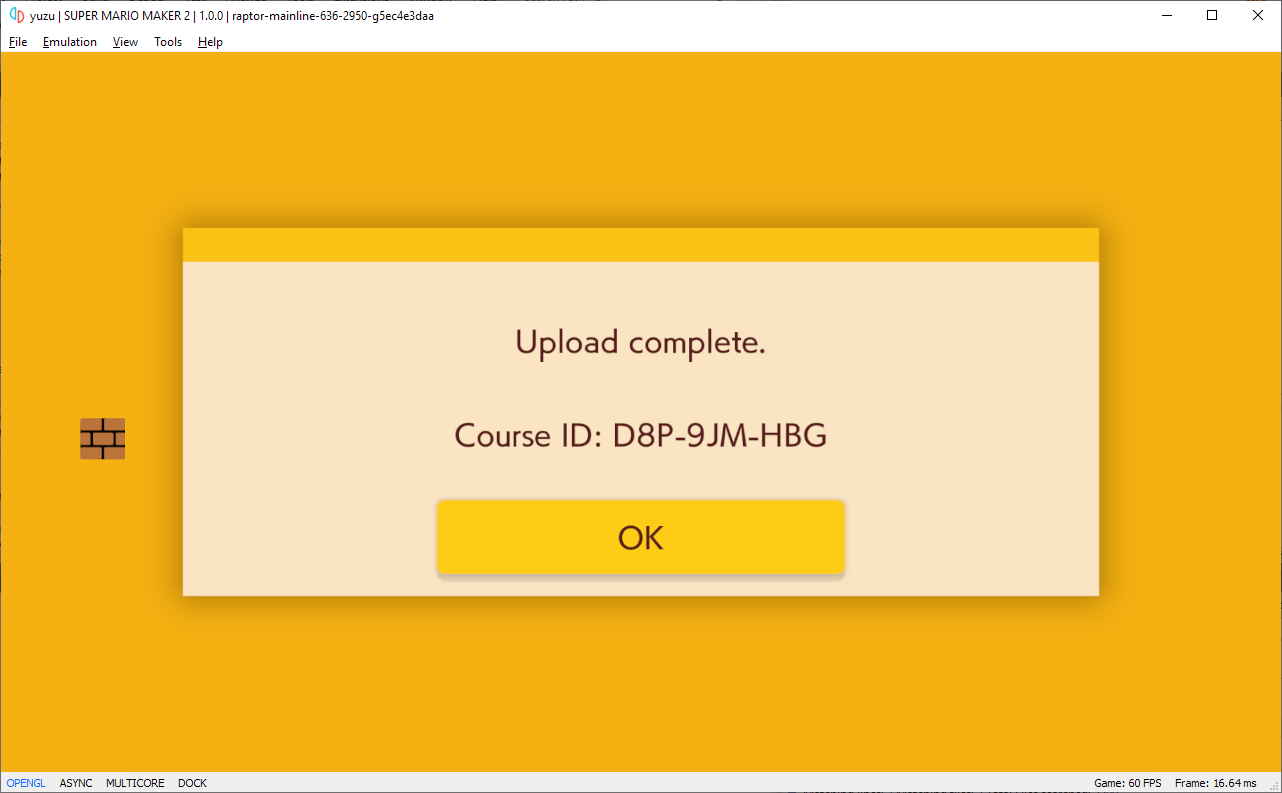 yuzu | SUPER MARIO MAKER 2 | 1.0.0 | raptor-mainline-636-2950-g5ec4e3daa
File Emulation View Tools Help
Upload complete.
Course ID: D8P-9JM-HBG
OK
OPENGL ASYNC MULTICORE DOCK Game: 60 FPS Frame: 16.64 ms